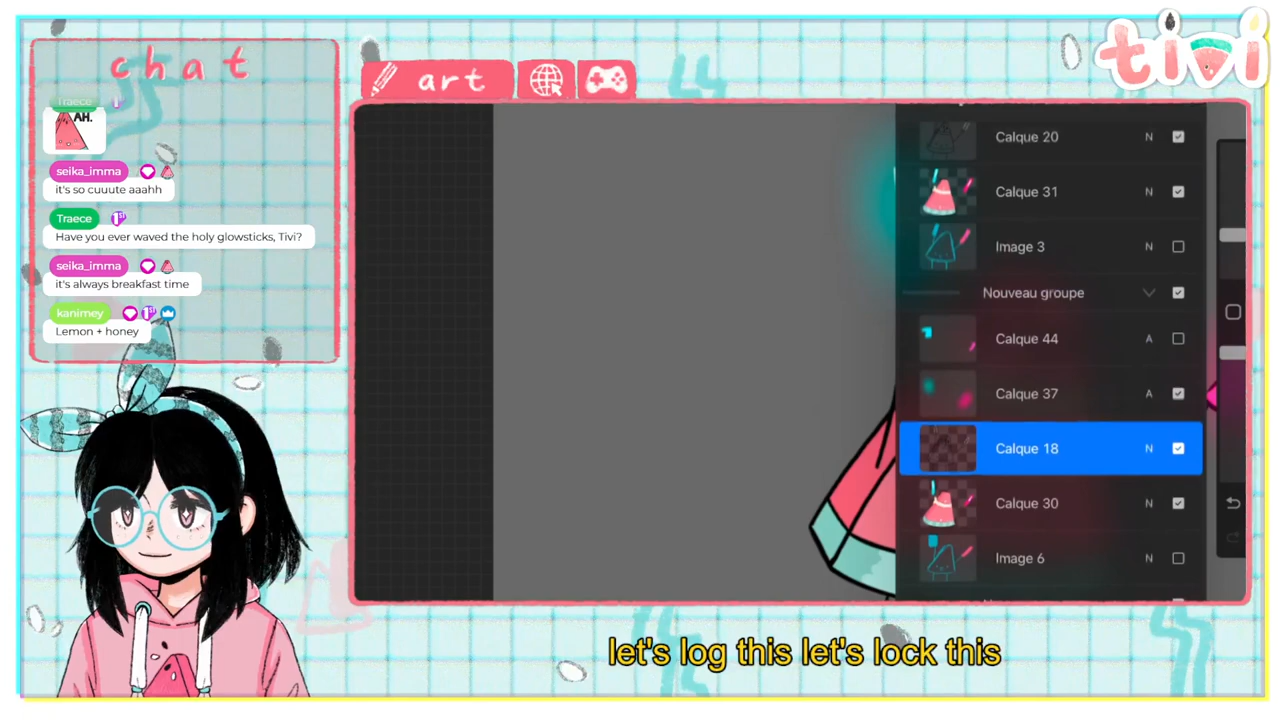 chat
Traece
AH.
seika_imma
it's so cuuute aaahh
Traece
1ST
Have you ever waved the holy glowsticks, Tivi?
seika_imma
it's always breakfast time
kanimey
1ST
Lemon + honey
art
tivi
Calque 20 N
Calque 31 N
Image 3 N
Nouveau groupe
Calque 44 A
Calque 37 A
Calque 18 N
Calque 30 N
Image 6 N
let's log this let's lock this